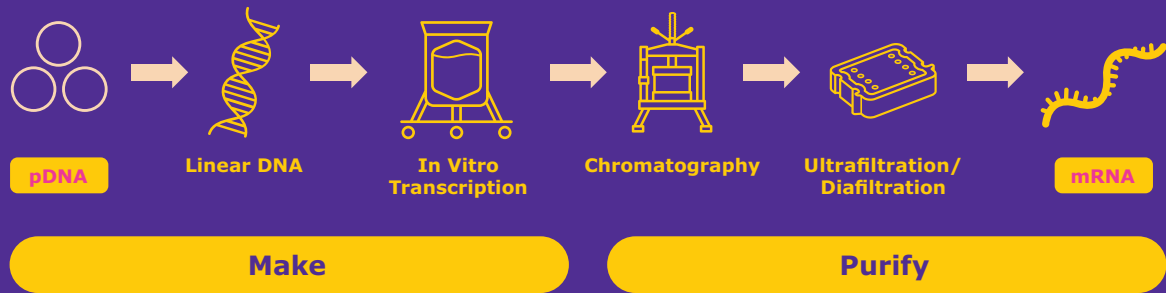 pDNA
Linear DNA
In Vitro
Transcription
Chromatography
Ultrafiltration/
Diafiltration
mRNA
Make
Purify